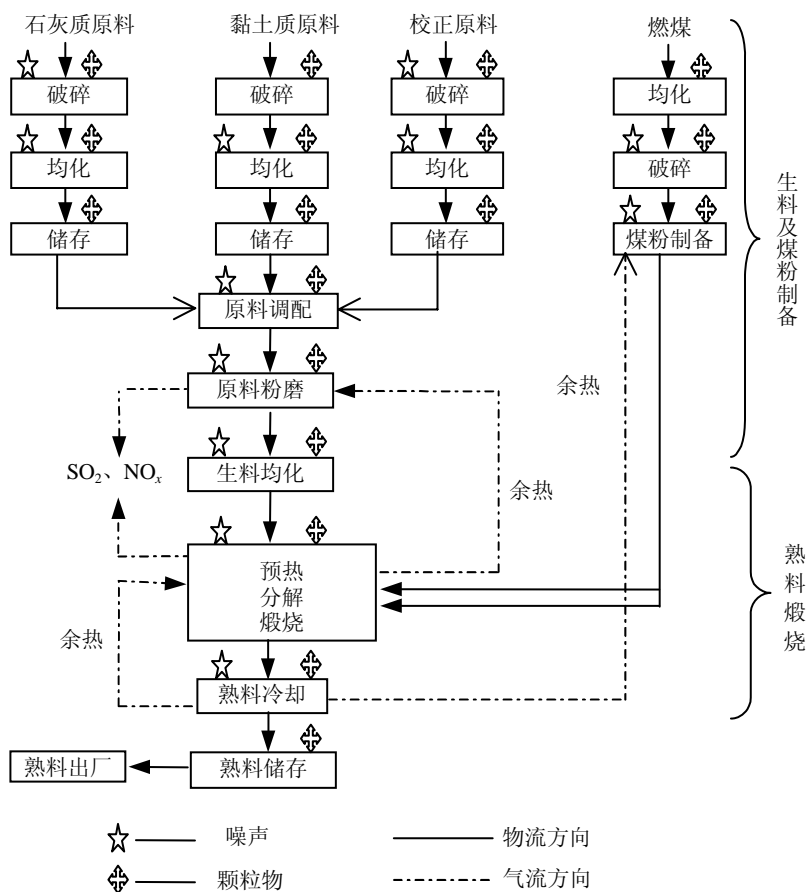 石灰质原料
黏土质原料
校正原料
燃煤
破碎
破碎
破碎
均化
均化
均化
均化
破碎
储存
储存
储存
煤粉制备
原料调配
原料粉磨
余热
生料及煤粉制备
SO₂、NOₓ
生料均化
余热
预热
分解
煅烧
熟料煅烧
余热
熟料冷却
熟料出厂
熟料储存
噪声
物流方向
颗粒物
气流方向